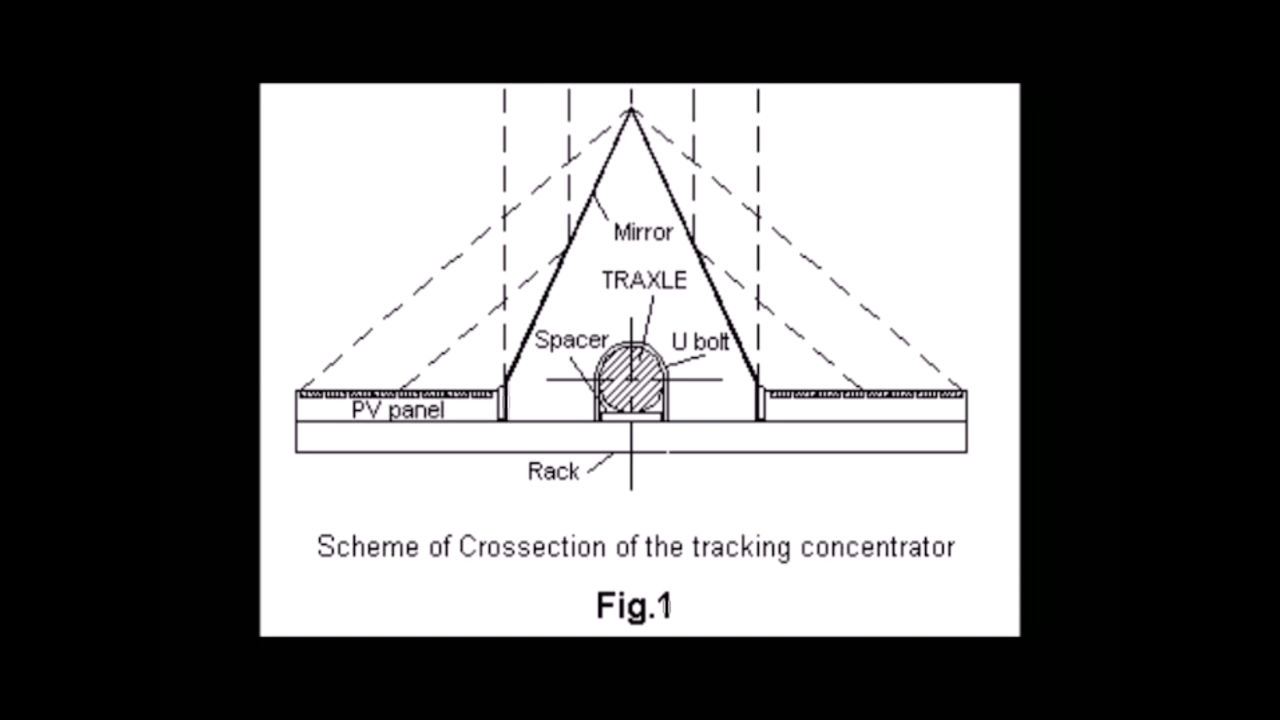 Mirror
TRAXLE
Spacer
U bolt
PV panel
Rack
Scheme of Crossection of the tracking concentrator
Fig.1